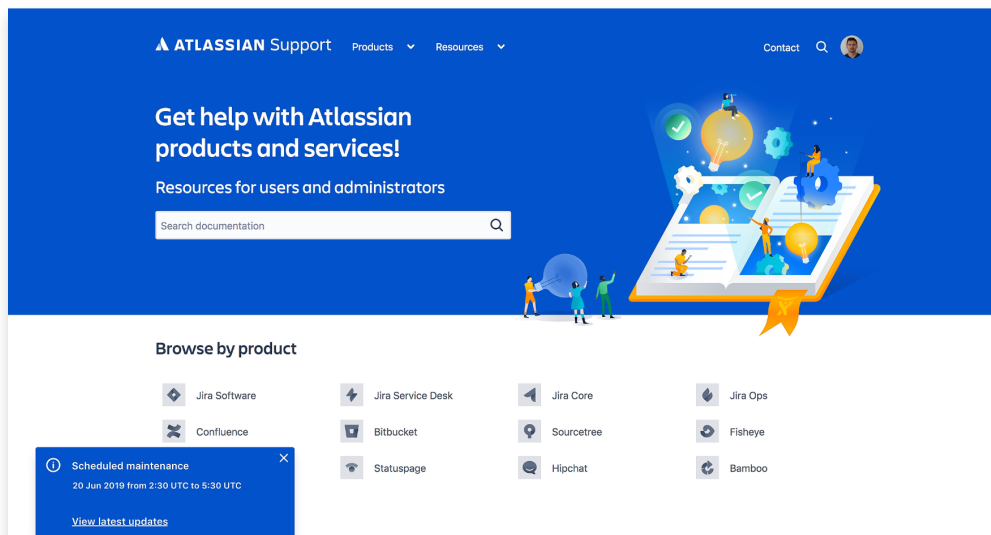 ATLASSIAN Support Products Resources Contact
Get help with Atlassian
products and services!
Resources for users and administrators
Search documentation
Browse by product
Jira Software Jira Service Desk Jira Core Jira Ops
Confluence Bitbucket Sourcetree Fisheye
Statuspage Hipchat Bamboo
Scheduled maintenance
20 Jun 2019 from 2:30 UTC to 5:30 UTC
View latest updates